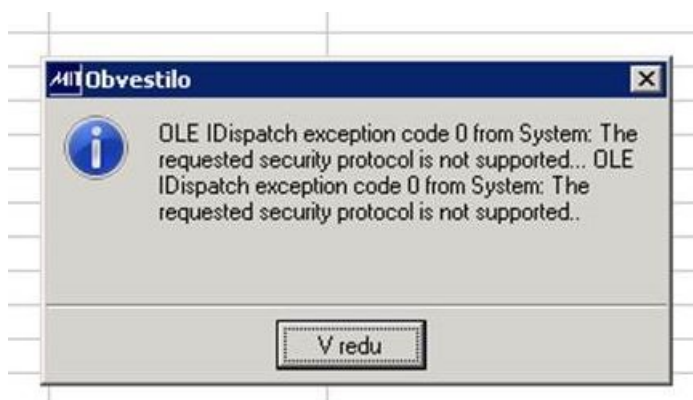 MIT Obvestilo
OLE IDispatch exception code 0 from System: The
requested security protocol is not supported... OLE
IDispatch exception code 0 from System: The
requested security protocol is not supported..
V redu